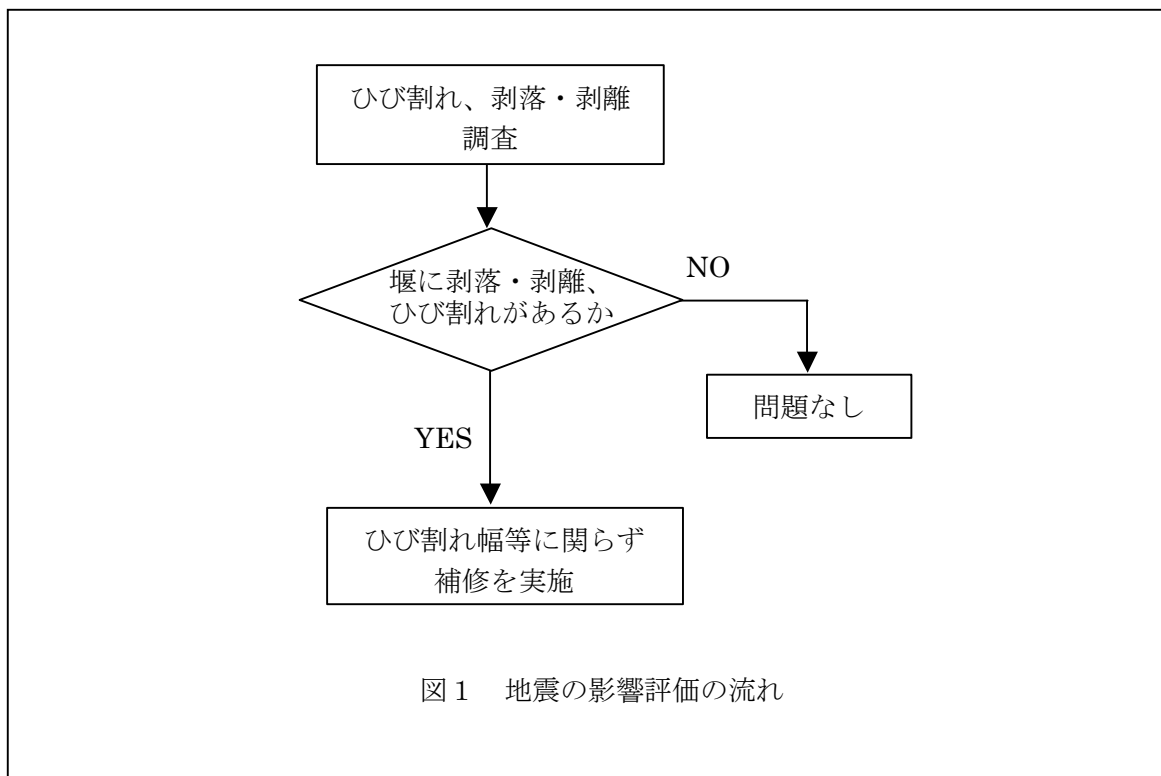 ひび割れ、剥落・剥離
調査
堰に剥落・剥離、
ひび割れがあるか
NO
問題なし
YES
ひび割れ幅等に関らず
補修を実施
図1 地震の影響評価の流れ